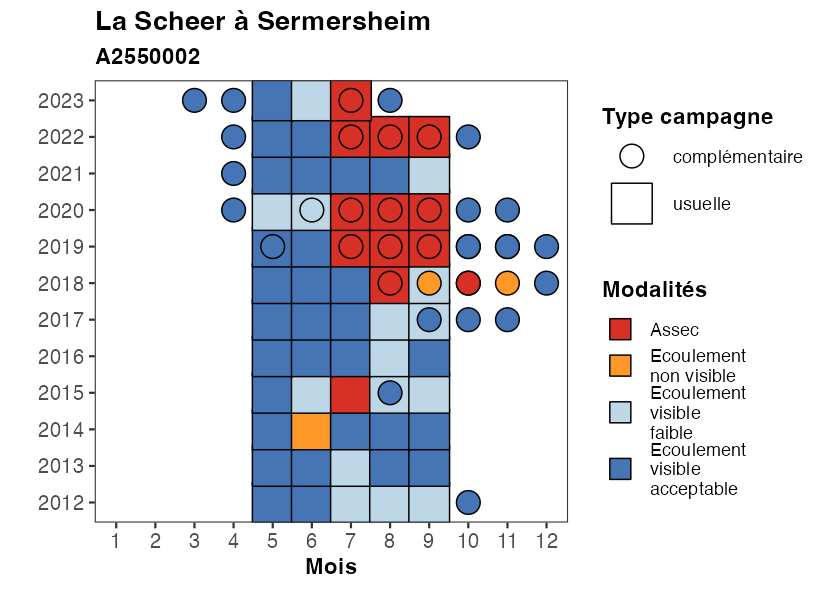 La Scheer à Sermersheim
A2550002
2023
2022
2021
2020
2019
2018
2017
2016
2015
2014
2013
2012
1 2 3 4 5 6 7 8 9 10 11 12
Mois
Type campagne
complémentaire
usuelle
Modalités
Assec
Ecoulement
non visible
Ecoulement
visible
faible
Ecoulement
visible
acceptable